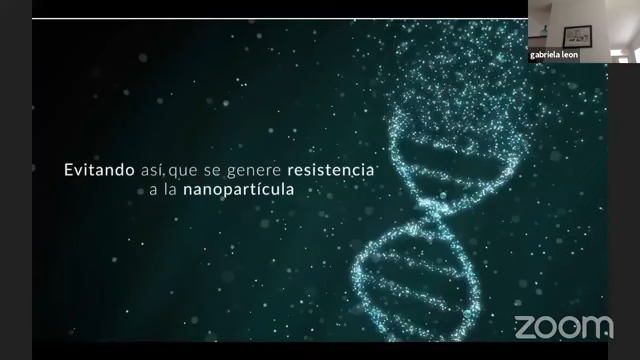 gabriela leon
Evitando así, que se genere resistencia
a la nanopartícula
zoom